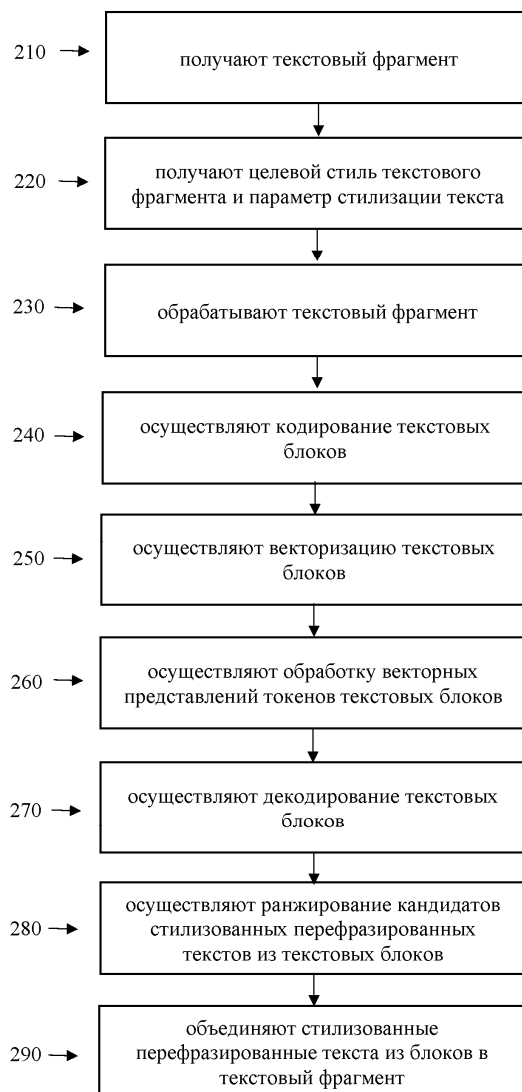 210
получают текстовый фрагмент
220
получают целевой стиль текстового
фрагмента и параметр стилизации текста
230
обрабатывают текстовый фрагмент
240
осуществляют кодирование текстовых
блоков
250
осуществляют векторизацию текстовых
блоков
260
осуществляют обработку векторных
представлений токенов текстовых блоков
270
осуществляют декодирование текстовых
блоков
280
осуществляют ранжирование кандидатов
стилизованных перефразированных
текстов из текстовых блоков
290
объединяют стилизованные
перефразированные текста из блоков в
текстовый фрагмент